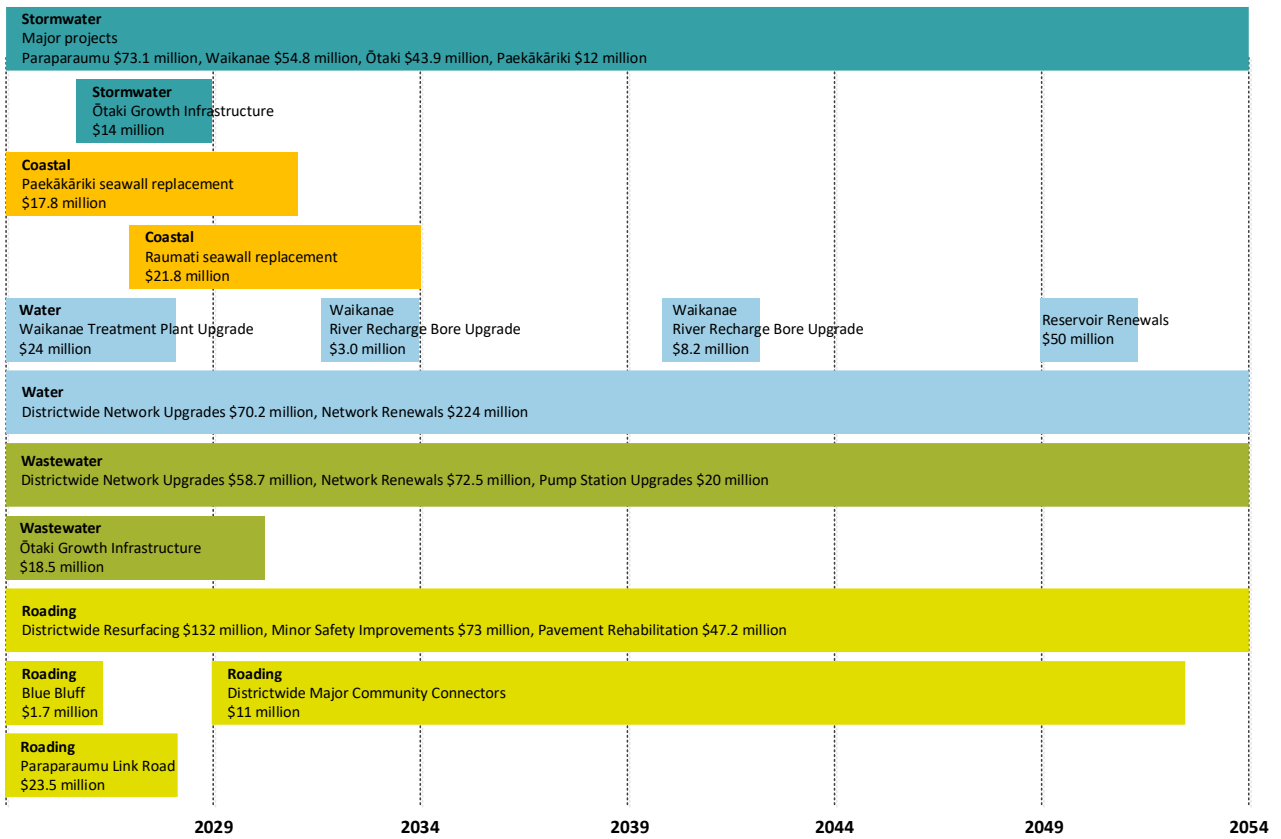 Stormwater
Major projects
Paraparaumu $73.1 million, Waikanae $54.8 million, Ōtaki $43.9 million, Paekākāriki $12 million
Stormwater
Ōtaki Growth Infrastructure
$14 million
Coastal
Paekākāriki seawall replacement
$17.8 million
Coastal
Raumati seawall replacement
$21.8 million
Water
Waikanae Treatment Plant Upgrade
$24 million
Waikanae
River Recharge Bore Upgrade
$3.0 million
Waikanae
River Recharge Bore Upgrade
$8.2 million
Reservoir Renewals
$50 million
Water
Districtwide Network Upgrades $70.2 million, Network Renewals $224 million
Wastewater
Districtwide Network Upgrades $58.7 million, Network Renewals $72.5 million, Pump Station Upgrades $20 million
Wastewater
Ōtaki Growth Infrastructure
$18.5 million
Roading
Districtwide Resurfacing $132 million, Minor Safety Improvements $73 million, Pavement Rehabilitation $47.2 million
Roading
Blue Bluff
$1.7 million
Roading
Districtwide Major Community Connectors
$11 million
Roading
Paraparaumu Link Road
$23.5 million
2029
2034
2039
2044
2049
2054